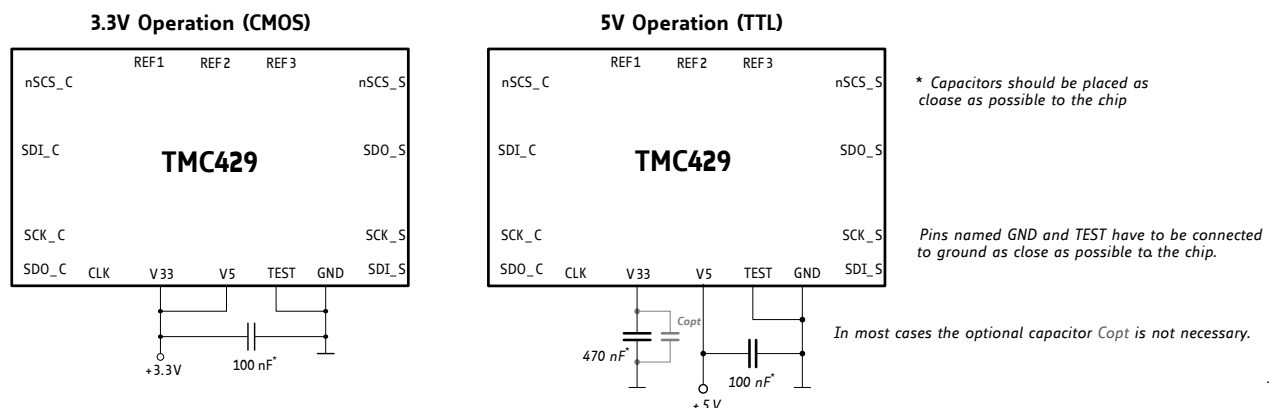 3.3V Operation (CMOS)
REF1 REF2 REF3
nSCS_C nSCS_S
SDI_C TMC429 SDO_S
SCK_C SCK_S
SDO_C CLK V33 V5 TEST GND SDI_S
100 nF*
+3.3V
5V Operation (TTL)
REF1 REF2 REF3
nSCS_C nSCS_S
SDI_C TMC429 SDO_S
SCK_C SCK_S
SDO_C CLK V33 V5 TEST GND SDI_S
Copt
470 nF*
100 nF*
+5V
* Capacitors should be placed as
cloase as possible to the chip
Pins named GND and TEST have to be connected
to ground as close as possible to the chip.
In most cases the optional capacitor Copt is not necessary.